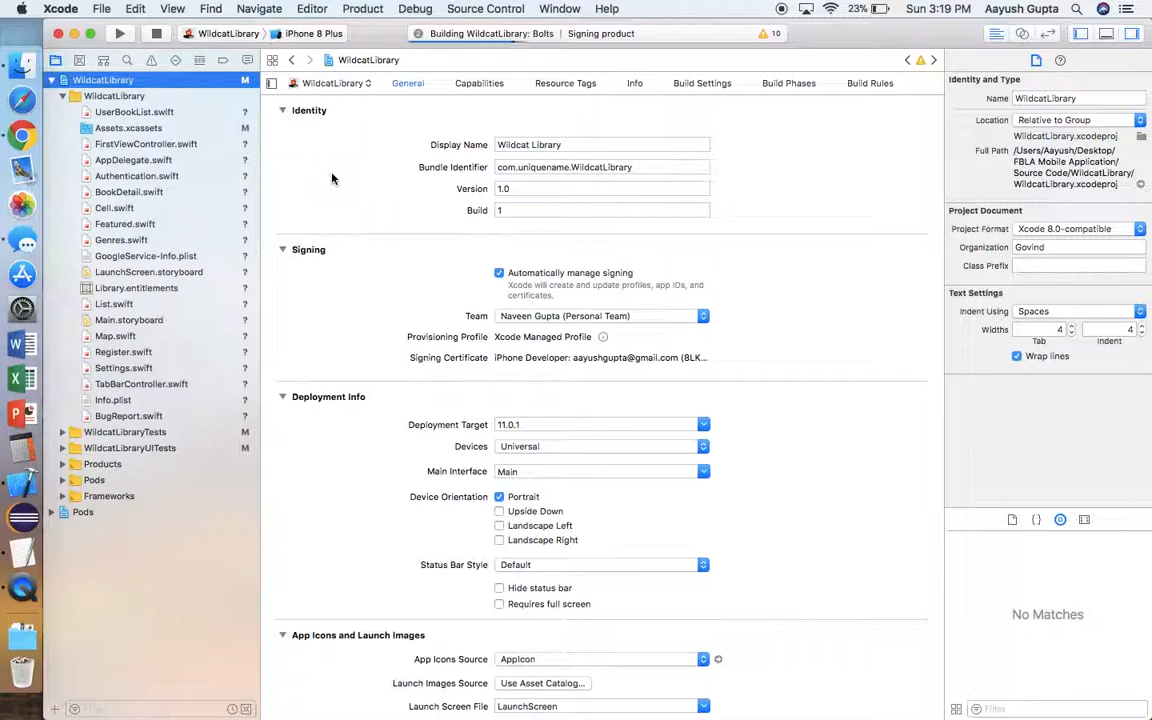 Xcode File Edit View Find Navigate Editor Product Debug Source Control Window Help 23% Sun 3:19 PM Aayush Gupta
WildcatLibrary iPhone 8 Plus Building WildcatLibrary: Bolts Signing product 10
WildcatLibrary M
WildcatLibrary
UserBookList.swift ?
Assets.xcassets M
FirstViewController.swift ?
AppDelegate.swift ?
Authentication.swift ?
BookDetail.swift ?
Cell.swift ?
Featured.swift ?
Genres.swift ?
GoogleService-Info.plist ?
LaunchScreen.storyboard ?
Library.entitlements ?
List.swift ?
Main.storyboard ?
Map.swift ?
Register.swift ?
Settings.swift ?
TabBarController.swift ?
Info.plist ?
BugReport.swift ?
WildcatLibraryTests M
WildcatLibraryUITests M
Products
Pods
Frameworks
Pods
Filter
WildcatLibrary
WildcatLibrary General Capabilities Resource Tags Info Build Settings Build Phases Build Rules
Identity
Display Name Wildcat Library
Bundle Identifier com.uniquename.WildcatLibrary
Version 1.0
Build 1
Signing
Automatically manage signing
Xcode will create and update profiles, app IDs, and
certificates.
Team Naveen Gupta (Personal Team)
Provisioning Profile Xcode Managed Profile
Signing Certificate iPhone Developer: aayushgupta@gmail.com (8LK...
Deployment Info
Deployment Target 11.0.1
Devices Universal
Main Interface Main
Device Orientation Portrait
Upside Down
Landscape Left
Landscape Right
Status Bar Style Default
Hide status bar
Requires full screen
App Icons and Launch Images
App Icons Source AppIcon
Launch Images Source Use Asset Catalog...
Launch Screen File LaunchScreen
Identity and Type
Name WildcatLibrary
Location Relative to Group
WildcatLibrary.xcodeproj
Full Path /Users/Aayush/Desktop/
FBLA Mobile Application/
Source Code/WildcatLibrary/
WildcatLibrary.xcodeproj
Project Document
Project Format Xcode 8.0-compatible
Organization Govind
Class Prefix
Text Settings
Indent Using Spaces
Widths 4 4
Tab Indent
Wrap lines
No Matches
Filter